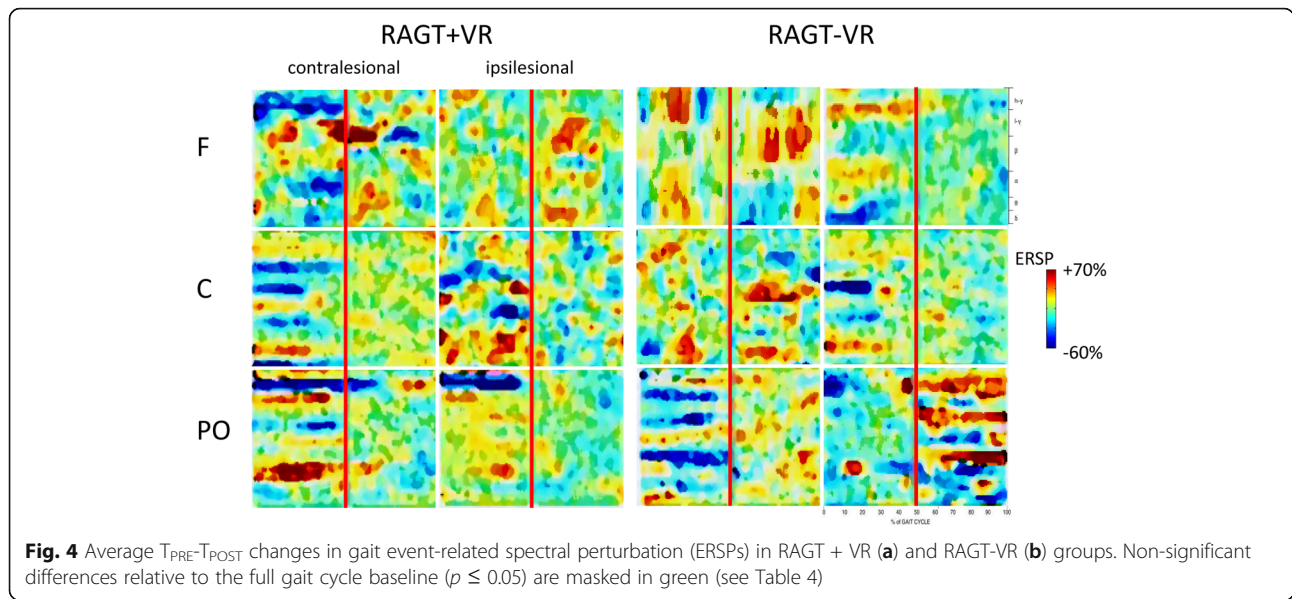 RAGT+VR RAGT-VR
contralesional ipsilesional
F
h-γ
l-γ
β
α
θ
δ
C
ERSP
+70%
-60%
PO
0 10 20 30 40 50 60 70 80 90 100
% of GAIT CYCLE
Fig. 4 Average TPRE-TPOST changes in gait event-related spectral perturbation (ERSPs) in RAGT + VR (a) and RAGT-VR (b) groups. Non-significant
differences relative to the full gait cycle baseline (p ≤ 0.05) are masked in green (see Table 4)